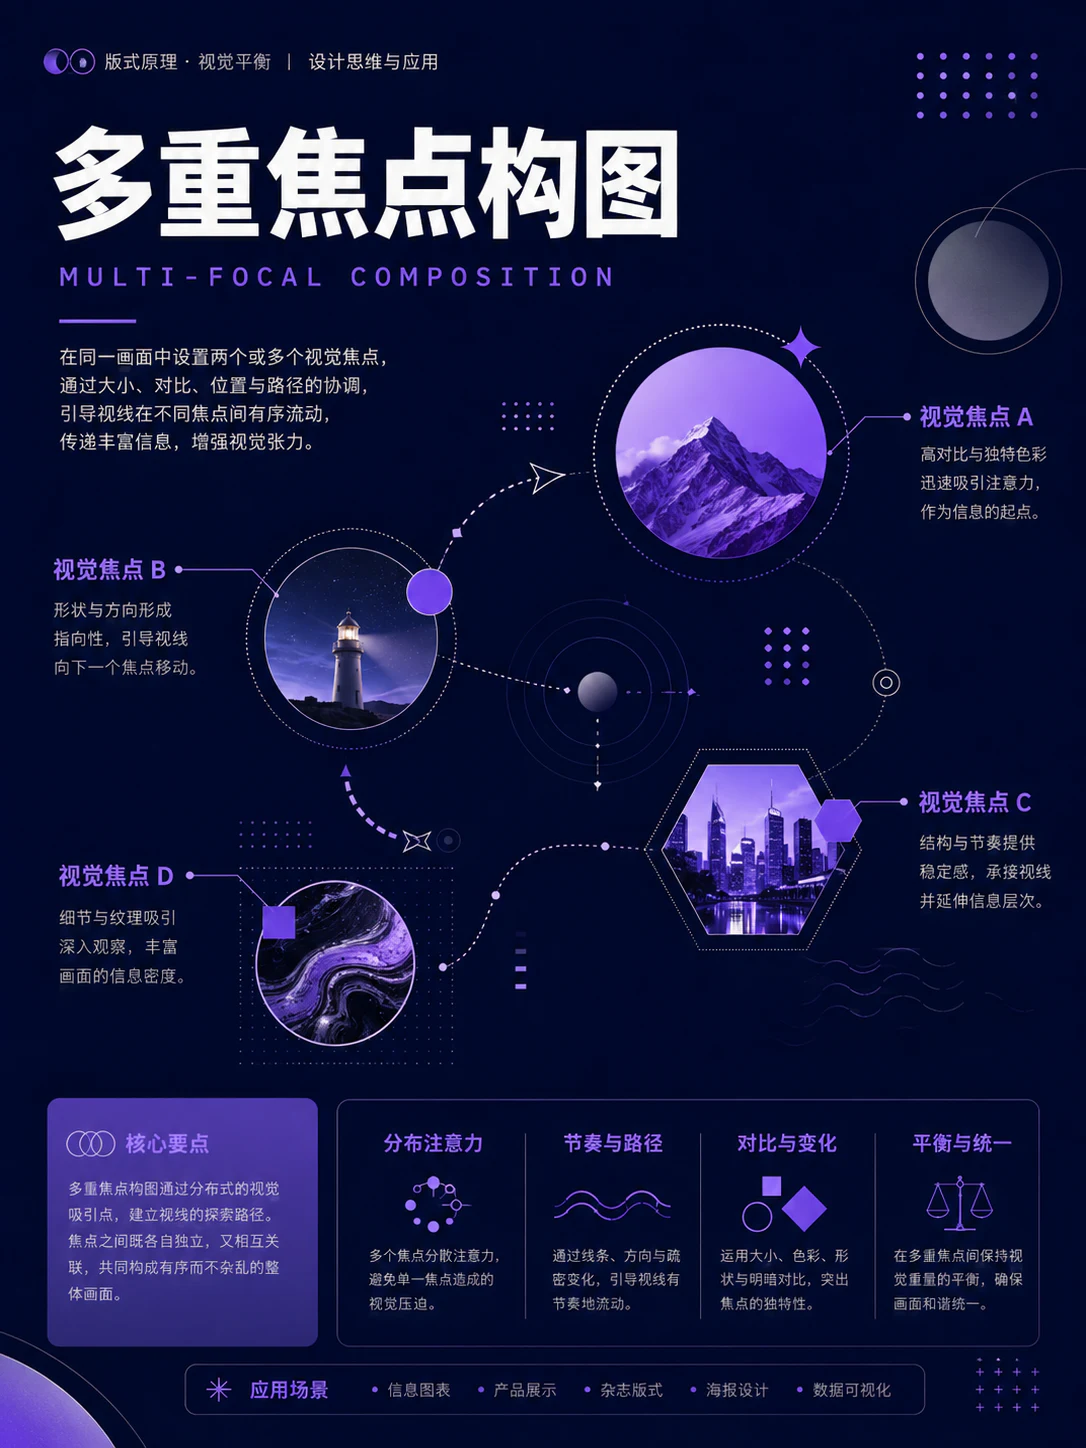 版式原理 · 视觉平衡 | 设计思维与应用
多重焦点构图
MULTI-FOCAL COMPOSITION
在同一画面中设置两个或多个视觉焦点，
通过大小、对比、位置与路径的协调，
引导视线在不同焦点间有序流动，
传递丰富信息，增强视觉张力。
视觉焦点 A
高对比与独特色彩
迅速吸引注意力，
作为信息的起点。
视觉焦点 B
形状与方向形成
指向性，引导视线
向下一个焦点移动。
视觉焦点 C
结构与节奏提供
稳定感，承接视线
并延伸信息层次。
视觉焦点 D
细节与纹理吸引
深入观察，丰富
画面的信息密度。
核心要点
多重焦点构图通过分布式的视觉
吸引点，建立视线的探索路径。
焦点之间既各自独立，又相互关
联，共同构成有序而不杂乱的整
体画面。
分布注意力
多个焦点分散注意力，
避免单一焦点造成的
视觉压迫。
节奏与路径
通过线条、方向与疏
密变化，引导视线有
节奏地流动。
对比与变化
运用大小、色彩、形
状与明暗对比，突出
焦点的独特性。
平衡与统一
在多重焦点间保持视
觉重量的平衡，确保
画面和谐统一。
应用场景
• 信息图表 • 产品展示 • 杂志版式 • 海报设计 • 数据可视化